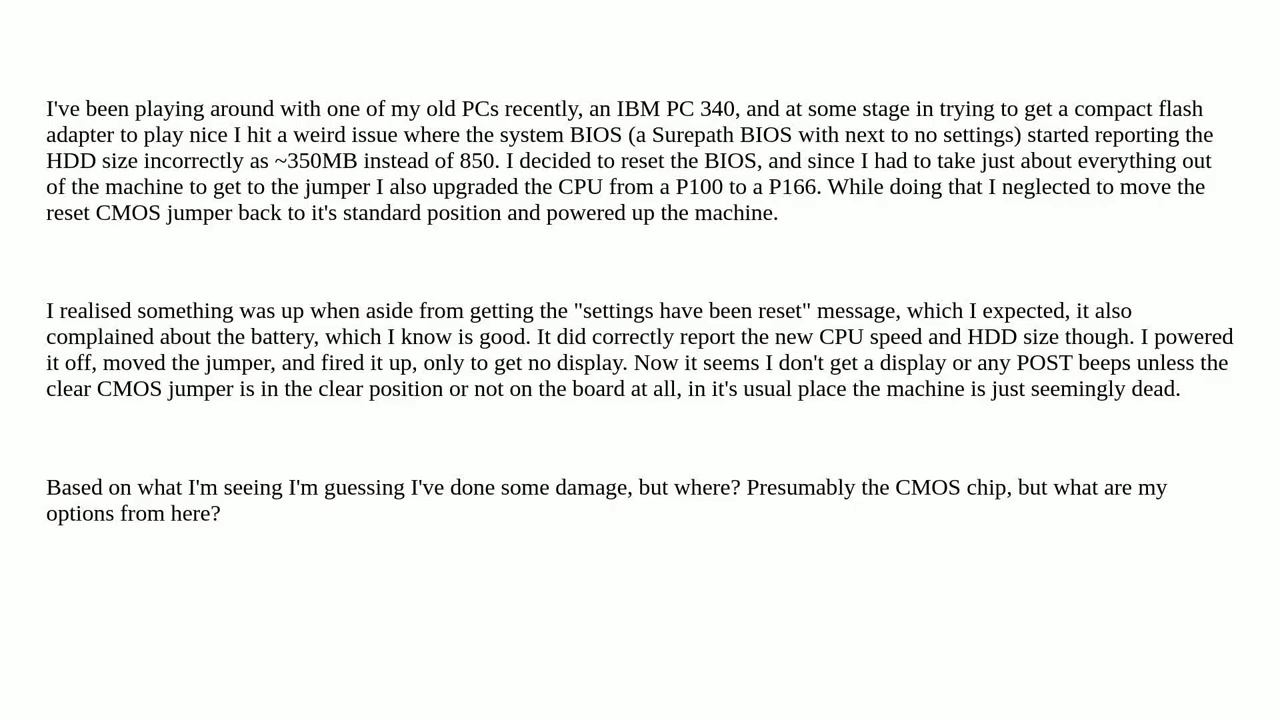 I've been playing around with one of my old PCs recently, an IBM PC 340, and at some stage in trying to get a compact flash
adapter to play nice I hit a weird issue where the system BIOS (a Surepath BIOS with next to no settings) started reporting the
HDD size incorrectly as ~350MB instead of 850. I decided to reset the BIOS, and since I had to take just about everything out
of the machine to get to the jumper I also upgraded the CPU from a P100 to a P166. While doing that I neglected to move the
reset CMOS jumper back to it's standard position and powered up the machine.
I realised something was up when aside from getting the "settings have been reset" message, which I expected, it also
complained about the battery, which I know is good. It did correctly report the new CPU speed and HDD size though. I powered
it off, moved the jumper, and fired it up, only to get no display. Now it seems I don't get a display or any POST beeps unless the
clear CMOS jumper is in the clear position or not on the board at all, in it's usual place the machine is just seemingly dead.
Based on what I'm seeing I'm guessing I've done some damage, but where? Presumably the CMOS chip, but what are my
options from here?